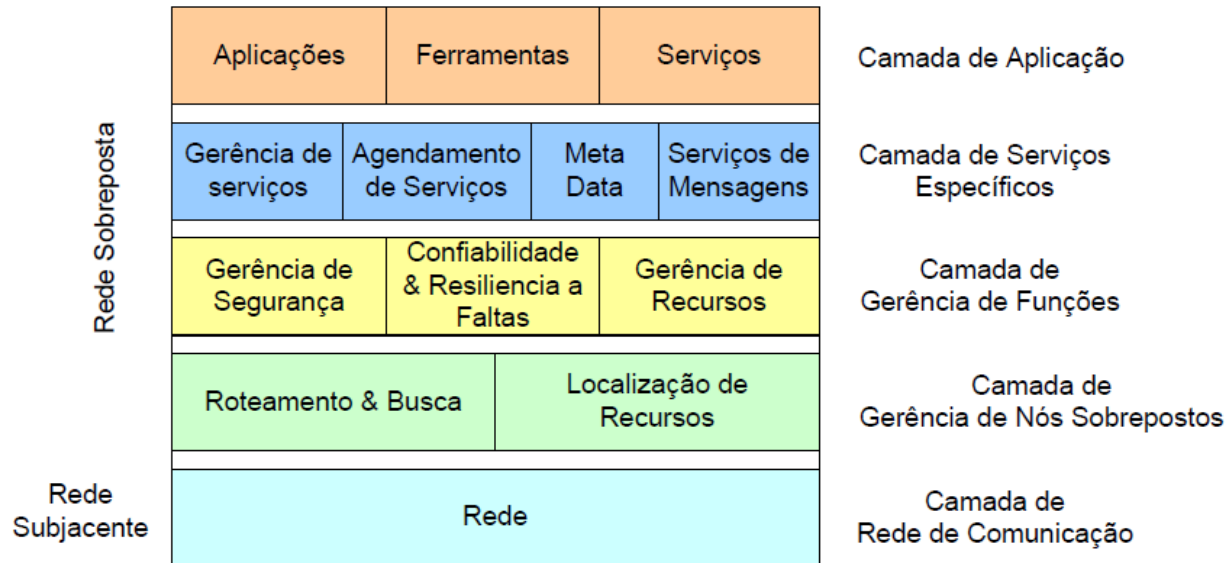 Aplicações
Ferramentas
Serviços
Camada de Aplicação
Rede Sobreposta
Gerência de
serviços
Agendamento
de Serviços
Meta
Data
Serviços de
Mensagens
Camada de Serviços
Específicos
Gerência de
Segurança
Confiabilidade
& Resiliencia a
Faltas
Gerência de
Recursos
Camada de
Gerência de Funções
Roteamento & Busca
Localização de
Recursos
Camada de
Gerência de Nós Sobrepostos
Rede
Subjacente
Rede
Camada de
Rede de Comunicação